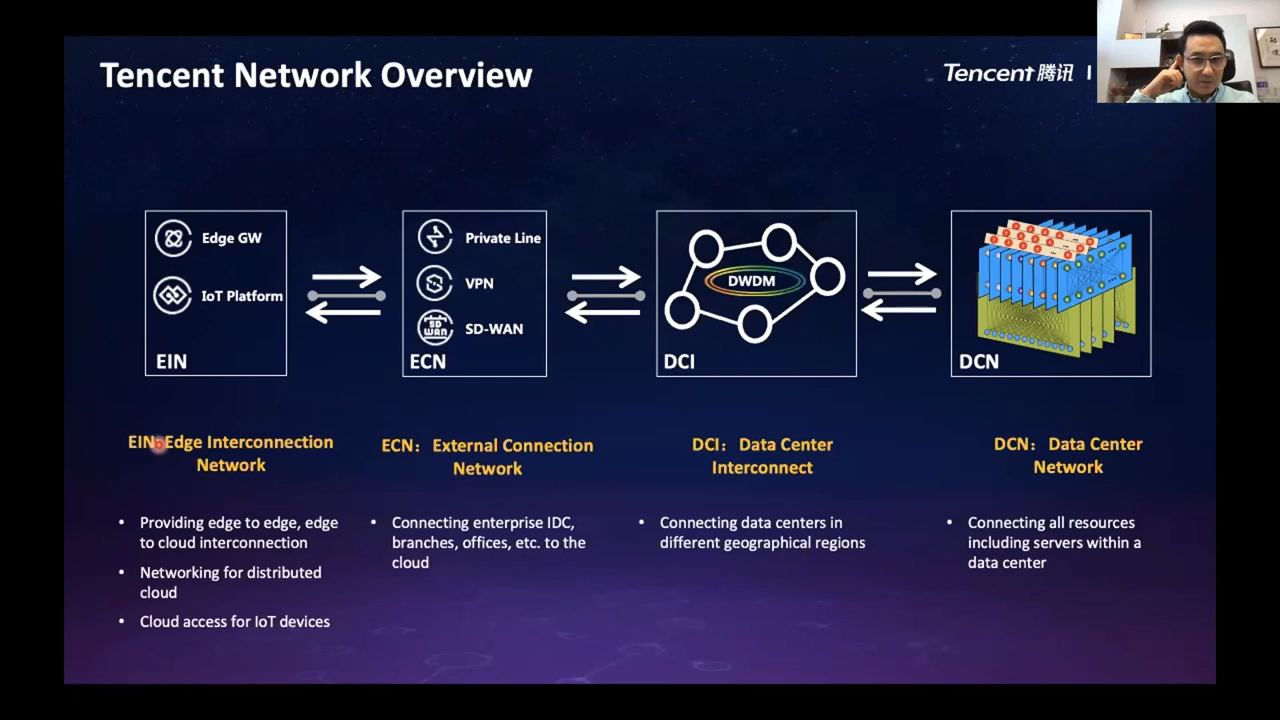 Tencent Network Overview
Tencent 腾讯
Edge GW
IoT Platform
EIN
Private Line
VPN
SD-WAN
SD
WAN
ECN
DWDM
DCI
DCN
EIN: Edge Interconnection
Network
ECN： External Connection
Network
DCI： Data Center
Interconnect
DCN： Data Center
Network
• Providing edge to edge, edge
to cloud interconnection
• Networking for distributed
cloud
• Cloud access for IoT devices
• Connecting enterprise IDC,
branches, offices, etc. to the
cloud
• Connecting data centers in
different geographical regions
• Connecting all resources
including servers within a
data center